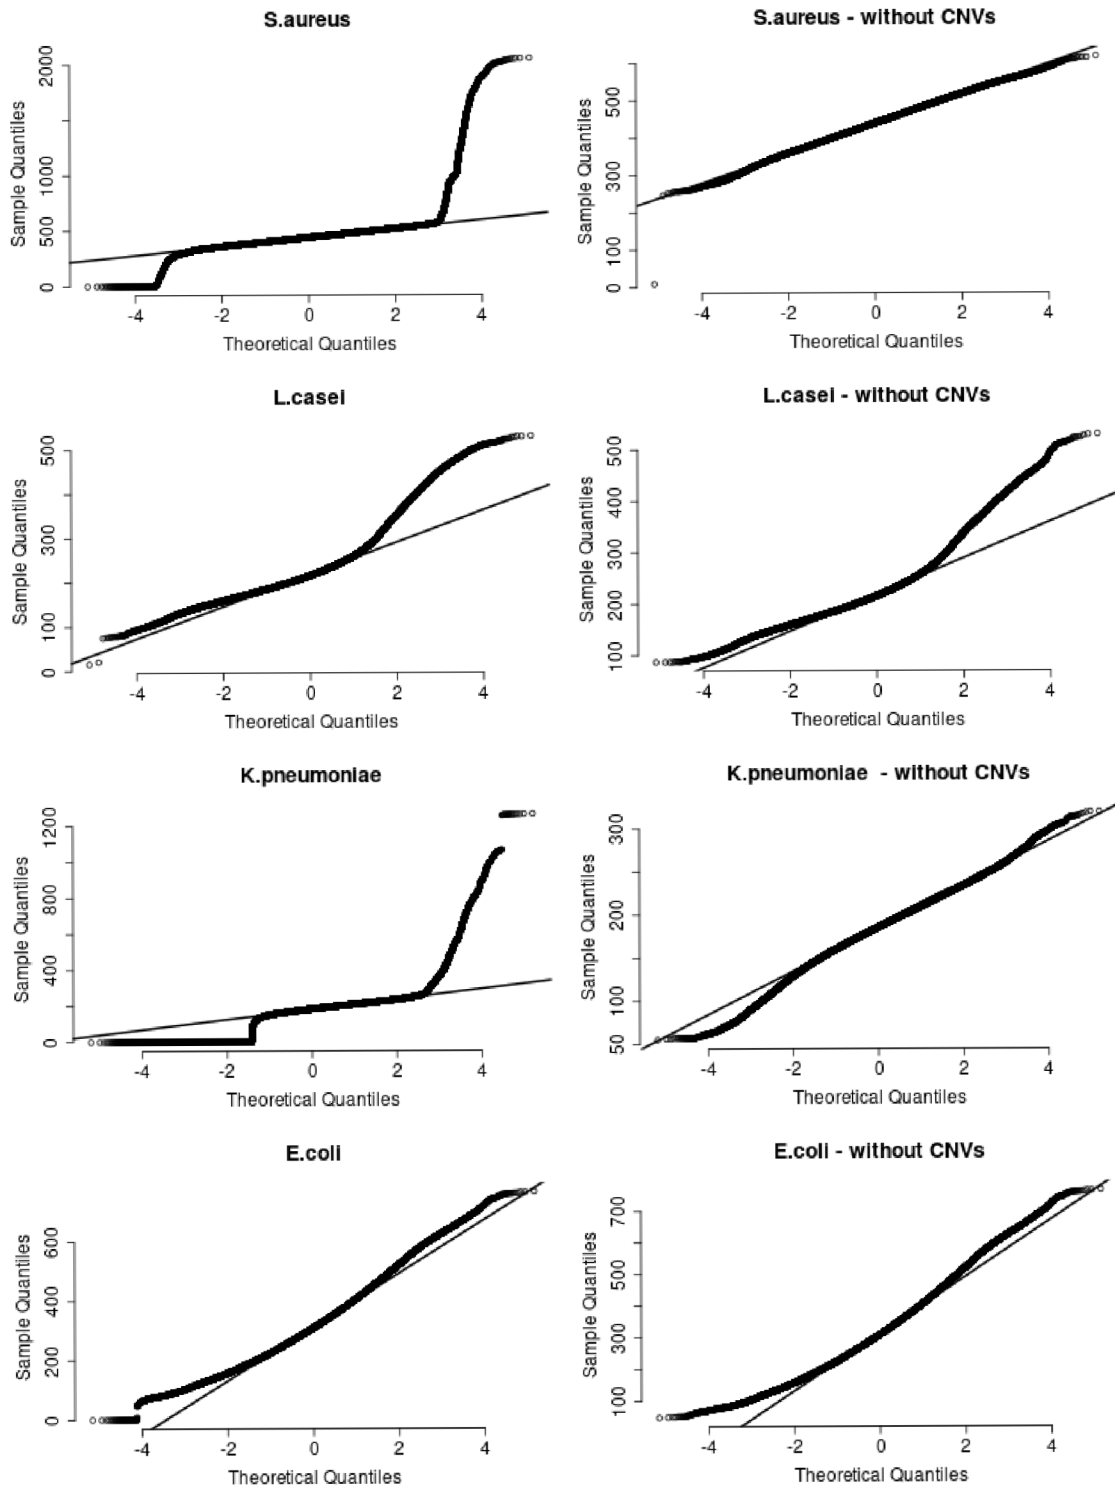 S.aureus
Sample Quantiles
2000
1000
500
0
-4 -2 0 2 4
Theoretical Quantiles
S.aureus - without CNVs
Sample Quantiles
500
300
100
0
-4 -2 0 2 4
Theoretical Quantiles
L.casei
Sample Quantiles
500
300
100
0
-4 -2 0 2 4
Theoretical Quantiles
L.casei - without CNVs
Sample Quantiles
500
400
300
200
100
-4 -2 0 2 4
Theoretical Quantiles
K.pneumoniae
Sample Quantiles
1200
800
400
0
-4 -2 0 2 4
Theoretical Quantiles
K.pneumoniae - without CNVs
Sample Quantiles
300
200
100
50
-4 -2 0 2 4
Theoretical Quantiles
E.coli
Sample Quantiles
600
400
200
0
-4 -2 0 2 4
Theoretical Quantiles
E.coli - without CNVs
Sample Quantiles
700
500
300
100
-4 -2 0 2 4
Theoretical Quantiles